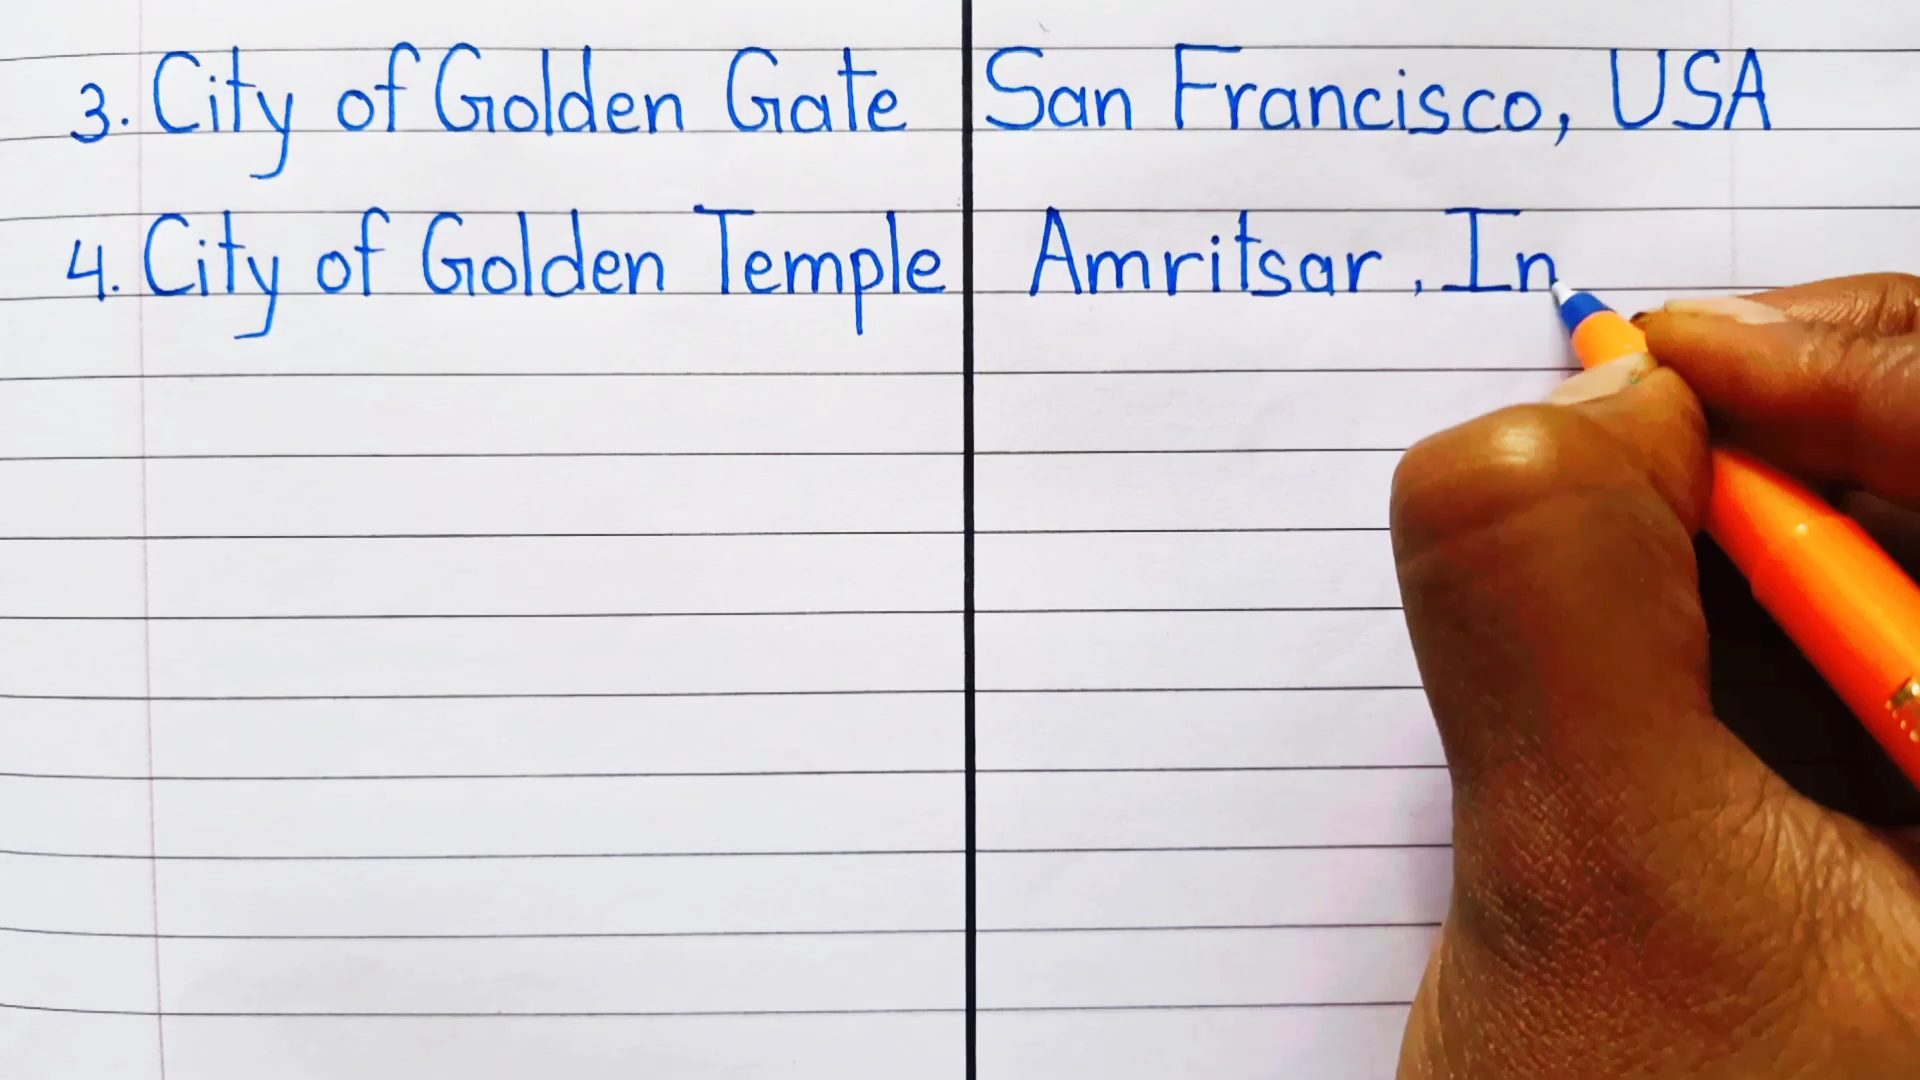 3. City of Golden Gate San Francisco, USA
4. City of Golden Temple Amritsar, In